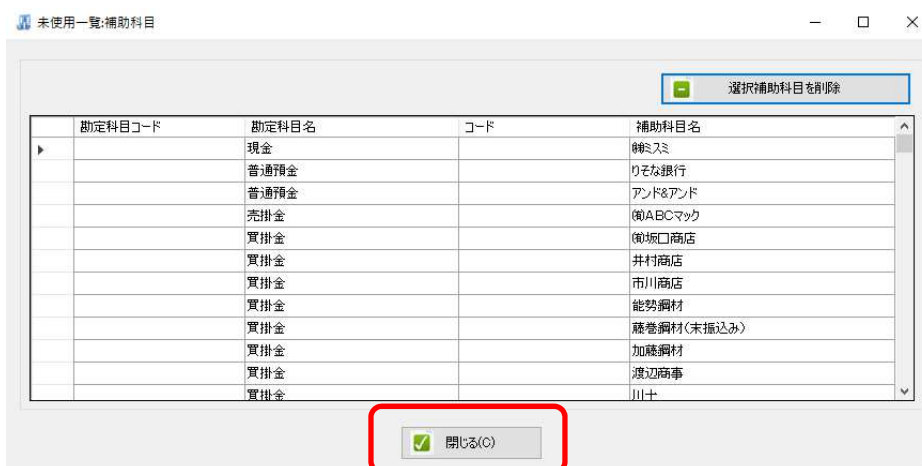 未使用一覧:補助科目
選択補助科目を削除
勘定科目コード 勘定科目名 コード 補助科目名
現金 ㈱ミスミ
普通預金 りそな銀行
普通預金 アンド&アンド
売掛金 ㈲ABCマック
買掛金 ㈲坂口商店
買掛金 井村商店
買掛金 市川商店
買掛金 能勢鋼材
買掛金 藤巻鋼材(末振込み)
買掛金 加藤鋼材
買掛金 渡辺商事
買掛金 川十
閉じる(C)